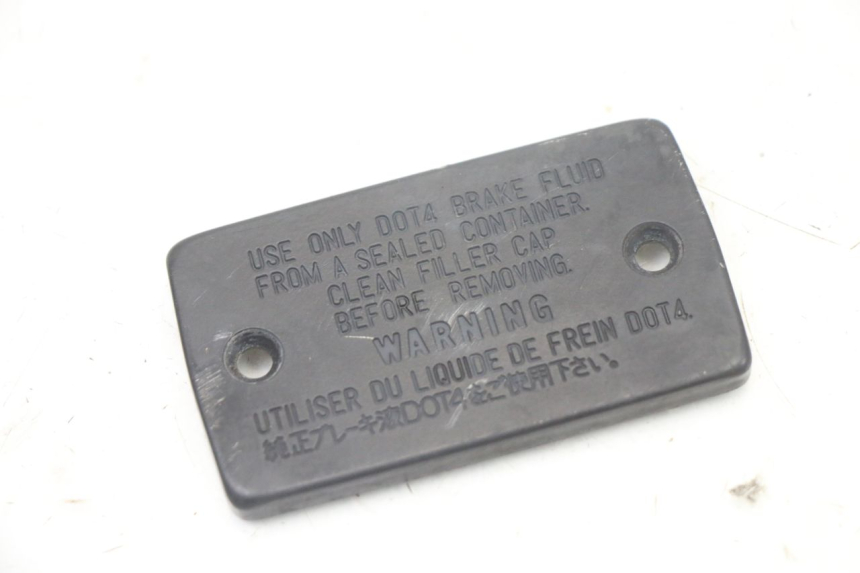 USE ONLY DOT4 BRAKE FLUID
FROM A SEALED CONTAINER.
CLEAN FILLER CAP
BEFORE REMOVING.
WARNING
UTILISER DU LIQUIDE DE FREIN DOT4.
純正ブレーキ液DOT4をご使用下さい。